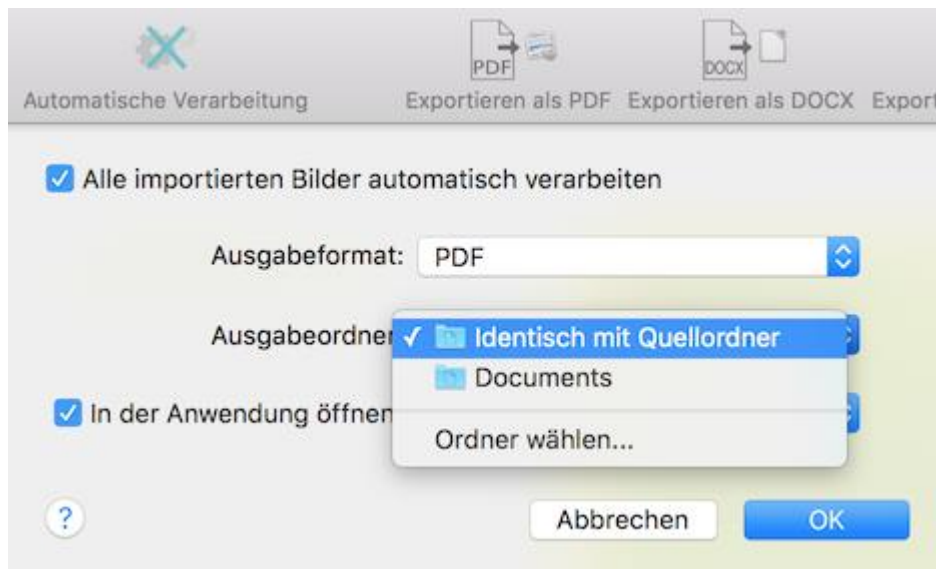 PDF
DOCX
Automatische Verarbeitung
Exportieren als PDF
Exportieren als DOCX
Export
Alle importierten Bilder automatisch verarbeiten
Ausgabeformat:
PDF
Ausgabeordner
✓ Identisch mit Quellordner
Documents
In der Anwendung öffnen
Ordner wählen...
?
Abbrechen
OK